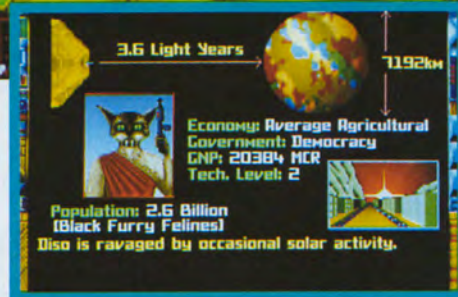 3.6 Light Years
7192km
Economy: Average Agricultural
Government: Democracy
GNP: 20384 MCR
Tech. Level: 2
Population: 2.6 Billion
(Black Furry Felines)
Diso is ravaged by occasional solar activity.